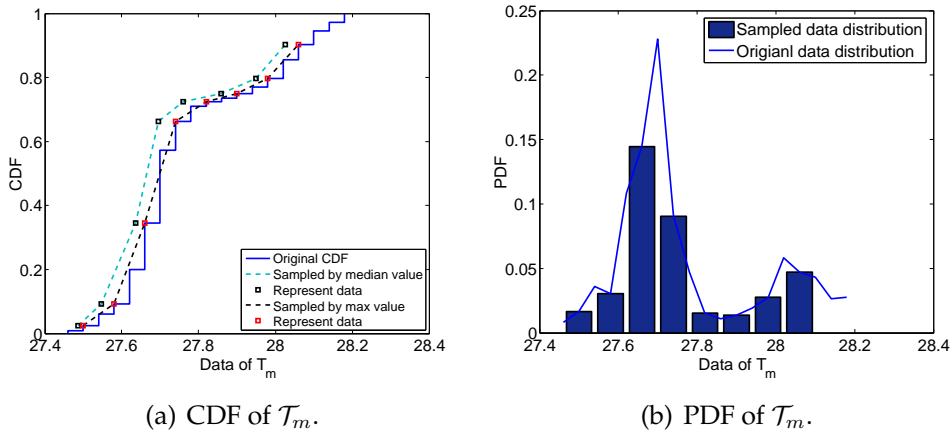 1
0.8
0.6
0.4
0.2
0
CDF
27.4
27.6
27.8
28
28.2
28.4
Data of T_m
Original CDF
Sampled by median value
Represent data
Sampled by max value
Represent data
(a) CDF of 𝒯_m.
0.25
0.20
0.15
0.10
0.05
0
PDF
27.4
27.6
27.8
28
28.2
28.4
Data of T_m
Sampled data distribution
Origianl data distribution
(b) PDF of 𝒯_m.